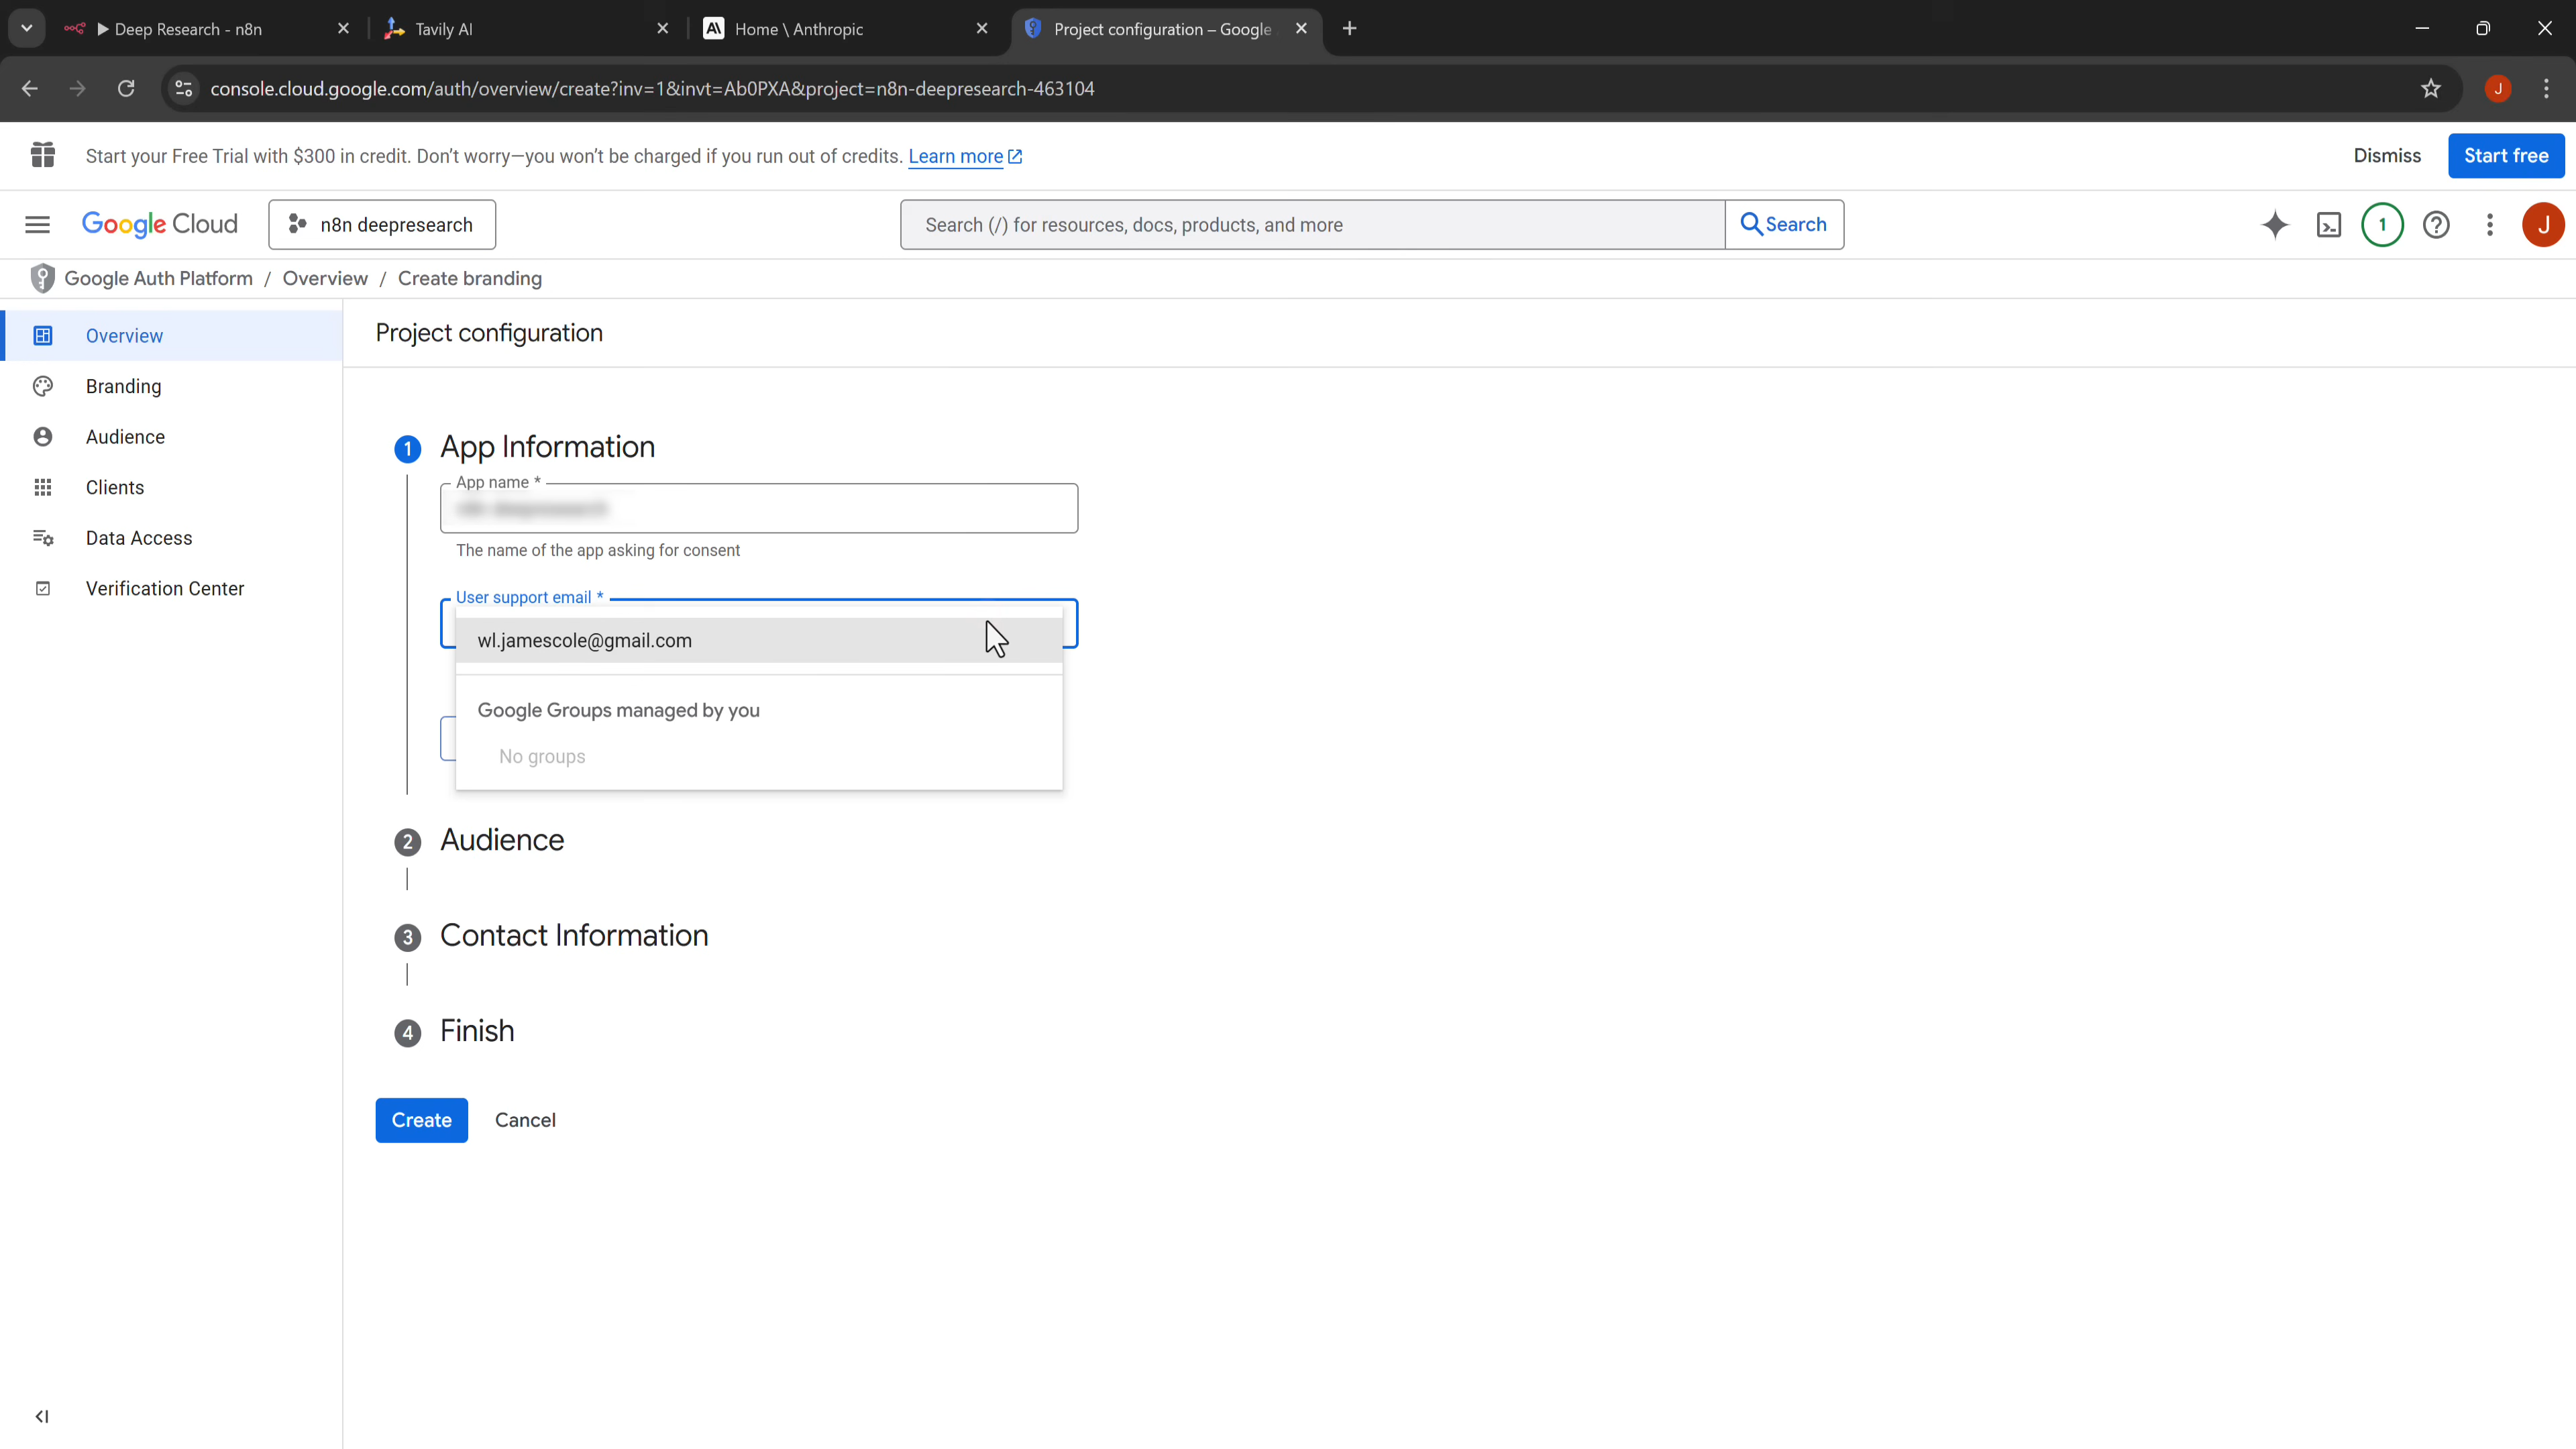 Deep Research - n8n
Tavily AI
Home \ Anthropic
Project configuration – Google
console.cloud.google.com/auth/overview/create?inv=1&invt=Ab0PXA&project=n8n-deepresearch-463104
J
Start your Free Trial with $300 in credit. Don't worry—you won't be charged if you run out of credits. Learn more
Dismiss
Start free
Google Cloud
n8n deepresearch
Search (/) for resources, docs, products, and more
Search
1
J
Google Auth Platform / Overview / Create branding
Overview
Branding
Audience
Clients
Data Access
Verification Center
Project configuration
1 App Information
App name *
The name of the app asking for consent
User support email *
wl.jamescole@gmail.com
Google Groups managed by you
No groups
2 Audience
3 Contact Information
4 Finish
Create
Cancel